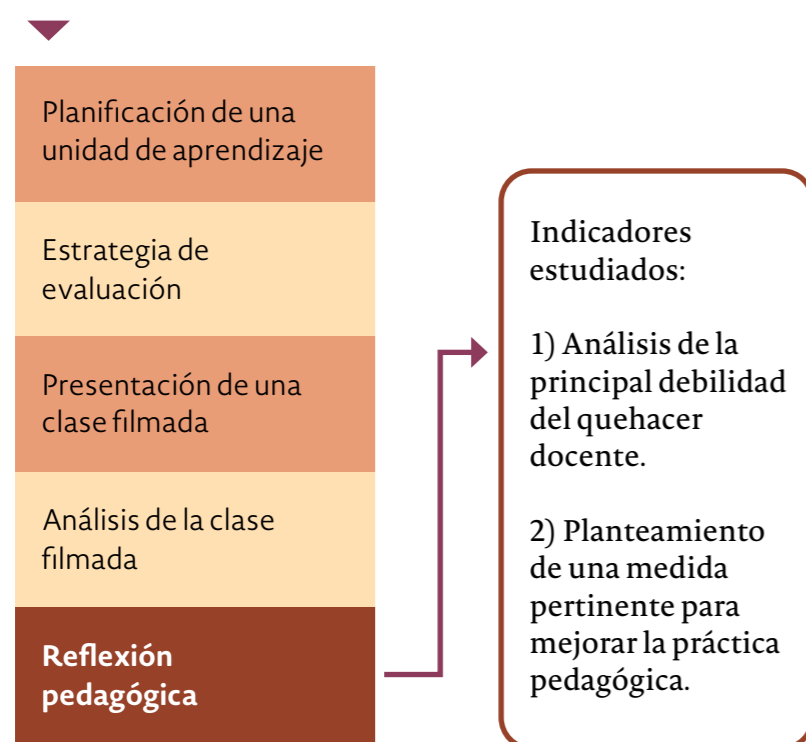 Planificación de una
unidad de aprendizaje
Estrategia de
evaluación
Presentación de una
clase filmada
Análisis de la clase
filmada
Reflexión
pedagógica
Indicadores
estudiados:
1) Análisis de la
principal debilidad
del quehacer
docente.
2) Planteamiento
de una medida
pertinente para
mejorar la práctica
pedagógica.